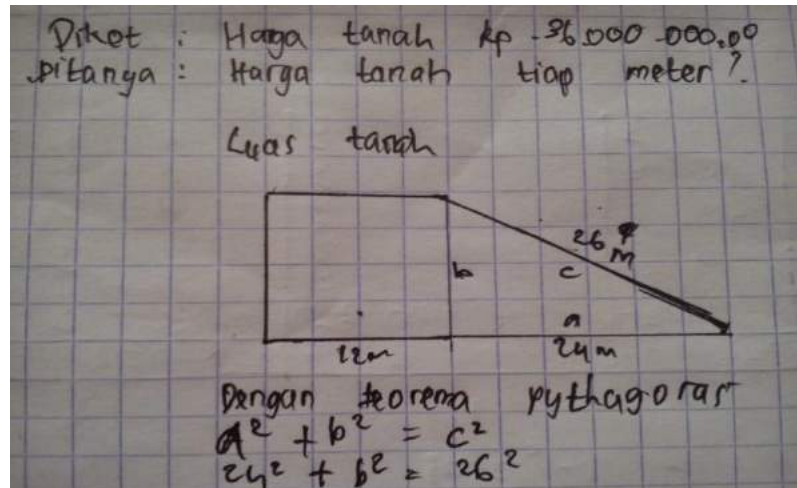 Diket : Harga tanah Rp .36.000.000,00
Ditanya : Harga tanah tiap meter ?
Luas tanah
26 m
b
c
a
12m
24m
Dengan teorema pythagoras
a² + b² = c²
24² + b² = 26²